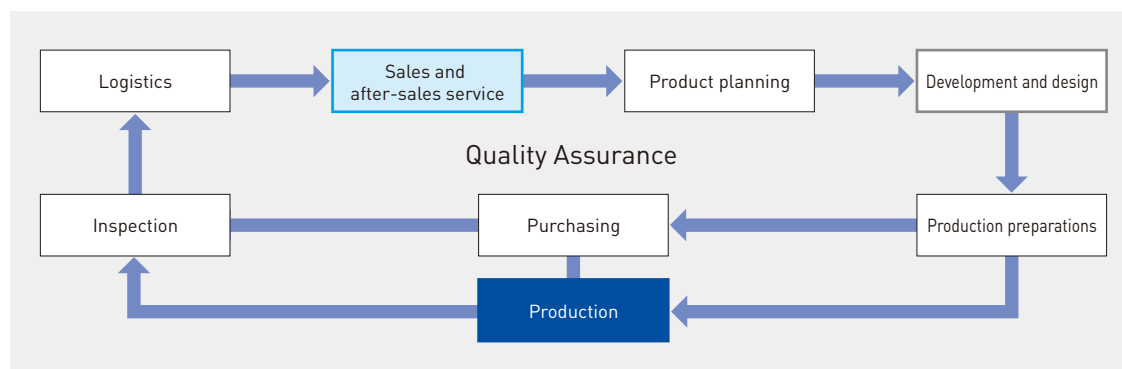 Logistics
Sales and
after-sales service
Product planning
Development and design
Quality Assurance
Inspection
Purchasing
Production preparations
Production